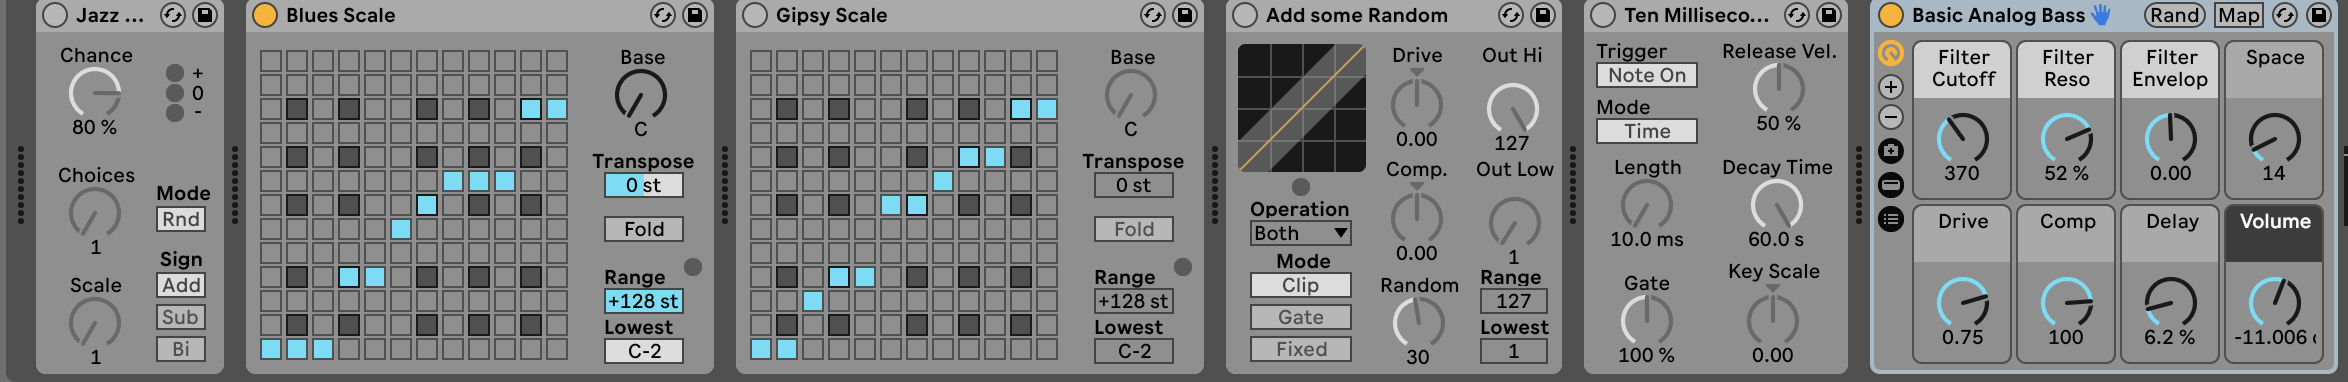 Jazz ...
Chance
80 %
+
0
-
Choices
1
Mode
Rnd
Sign
Add
Sub
Bi
Scale
1
Blues Scale
Base
C
Transpose
0 st
Fold
Range
+128 st
Lowest
C-2
Gipsy Scale
Base
C
Transpose
0 st
Fold
Range
+128 st
Lowest
C-2
Add some Random
Operation
Both
Mode
Clip
Gate
Fixed
Drive
0.00
Comp.
0.00
Random
30
Out Hi
127
Out Low
1
Range
127
Lowest
1
Ten Milliseco...
Trigger
Note On
Mode
Time
Length
10.0 ms
Gate
100 %
Release Vel.
50 %
Decay Time
60.0 s
Key Scale
0.00
Basic Analog Bass
Rand
Map
Filter
Cutoff
370
Filter
Reso
52 %
Filter
Envelop
0.00
Space
14
Drive
0.75
Comp
100
Delay
6.2 %
Volume
-11.006